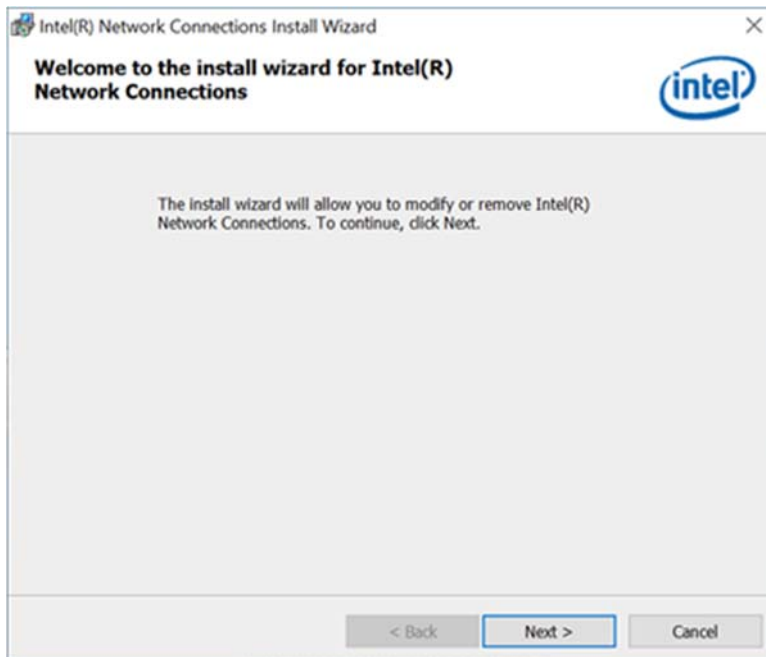 Intel(R) Network Connections Install Wizard
Welcome to the install wizard for Intel(R)
Network Connections
intel
The install wizard will allow you to modify or remove Intel(R)
Network Connections. To continue, click Next.
< Back
Next >
Cancel